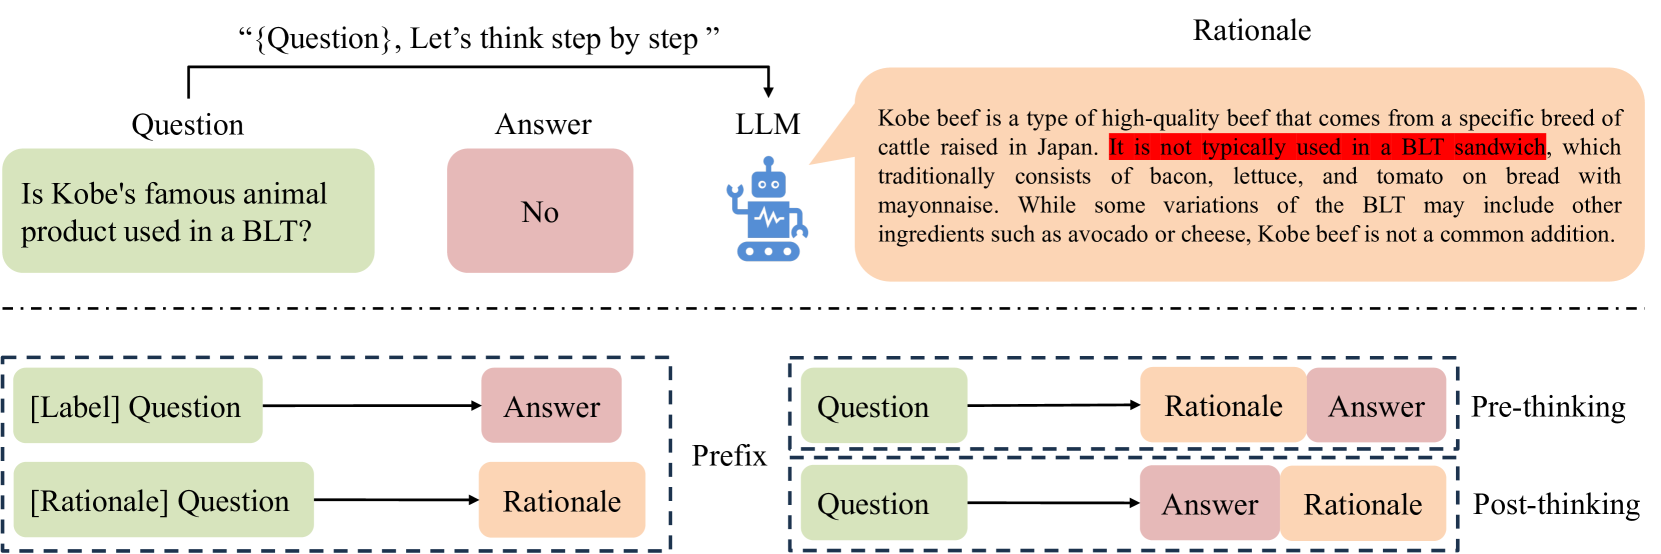 “{Question}, Let’s think step by step ”
Rationale
Question
Answer
LLM
Is Kobe's famous animal
product used in a BLT?
No
Kobe beef is a type of high-quality beef that comes from a specific breed of
cattle raised in Japan. It is not typically used in a BLT sandwich, which
traditionally consists of bacon, lettuce, and tomato on bread with
mayonnaise. While some variations of the BLT may include other
ingredients such as avocado or cheese, Kobe beef is not a common addition.
[Label] Question
Answer
[Rationale] Question
Rationale
Prefix
Question
Rationale
Answer
Pre-thinking
Question
Answer
Rationale
Post-thinking